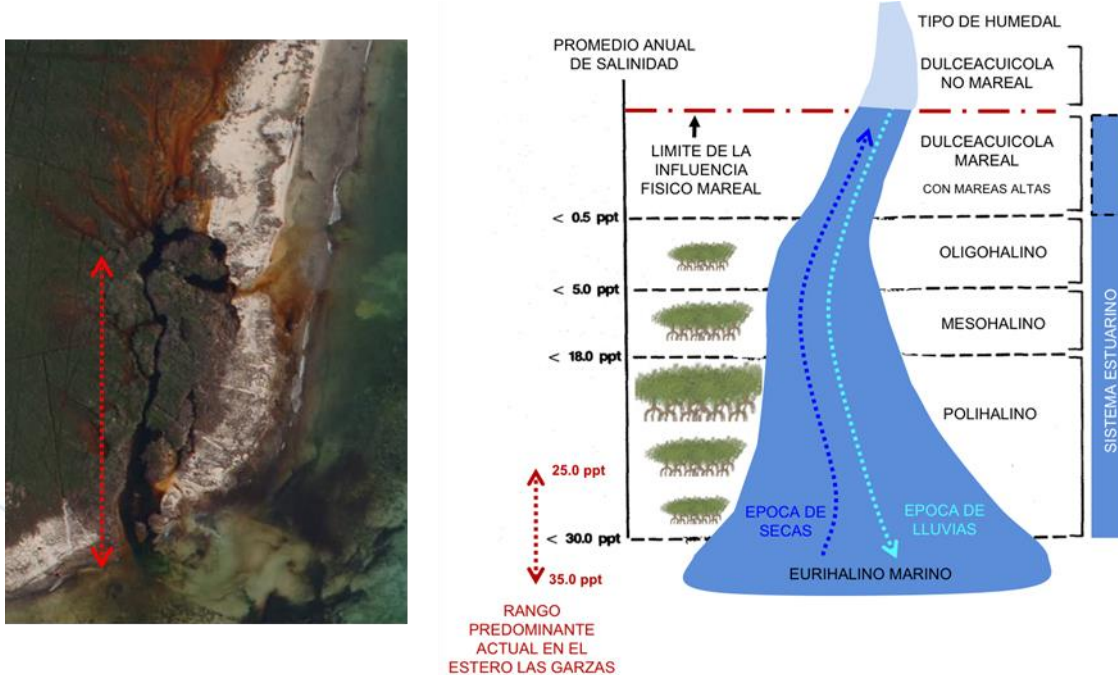 TIPO DE HUMEDAL
PROMEDIO ANUAL
DE SALINIDAD
DULCEACUICOLA
NO MAREAL
LIMITE DE LA
INFLUENCIA
FISICO MAREAL
DULCEACUICOLA
MAREAL
CON MAREAS ALTAS
< 0.5 ppt
OLIGOHALINO
< 5.0 ppt
MESOHALINO
< 18.0 ppt
POLIHALINO
SISTEMA ESTUARINO
25.0 ppt
EPOCA DE
SECAS
EPOCA DE
LLUVIAS
< 30.0 ppt
35.0 ppt
EURIHALINO MARINO
RANGO
PREDOMINANTE
ACTUAL EN EL
ESTERO LAS GARZAS